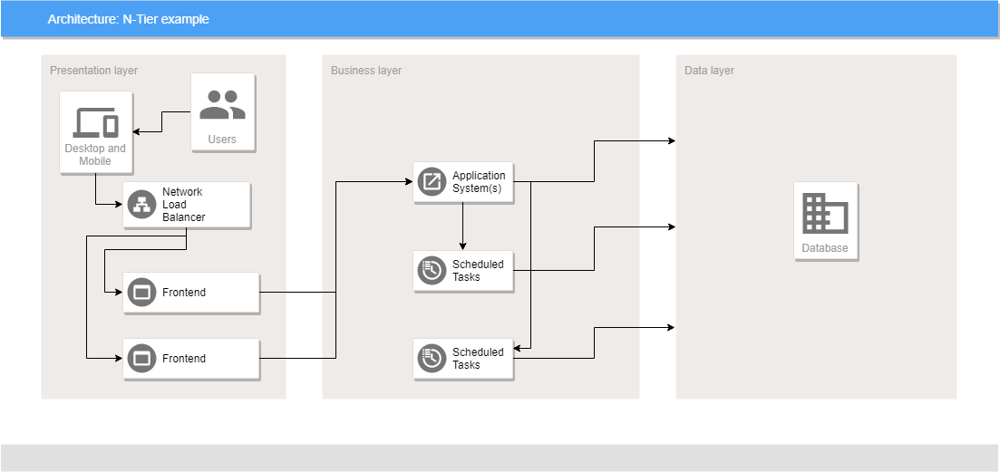 Architecture: N-Tier example
Presentation layer
Users
Desktop and
Mobile
Network
Load
Balancer
Frontend
Frontend
Business layer
Application
System(s)
Scheduled
Tasks
Scheduled
Tasks
Data layer
Database